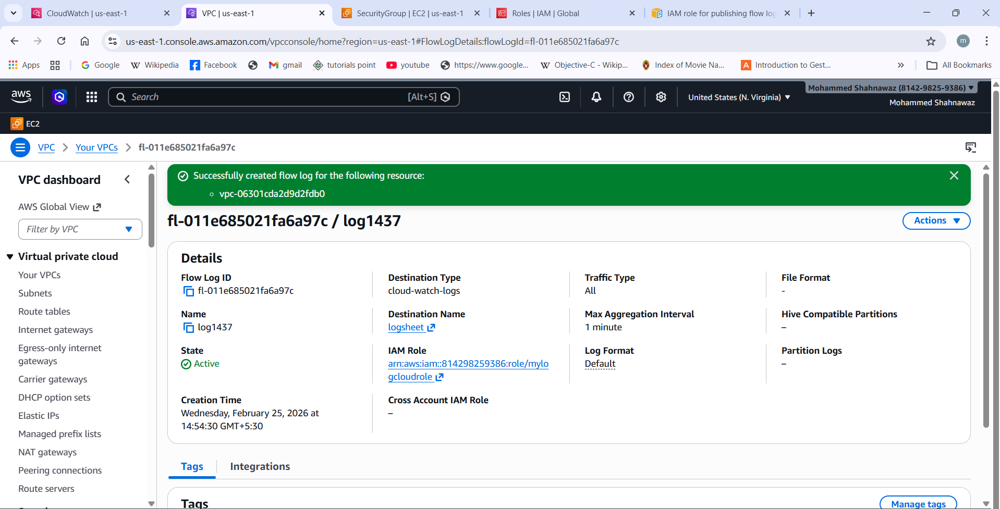 CloudWatch | us-east-1
VPC | us-east-1
SecurityGroup | EC2 | us-east-1
Roles | IAM | Global
IAM role for publishing flow log
us-east-1.console.aws.amazon.com/vpcconsole/home?region=us-east-1#FlowLogDetails:flowLogId=fl-011e685021fa6a97c
m
Apps
Google
Wikipedia
Facebook
gmail
tutorials point
youtube
https://www.google...
Objective-C - Wikip...
Index of Movie Na...
Introduction to Gest...
All Bookmarks
aws
Search
[Alt+S]
United States (N. Virginia)
Mohammed Shahnawaz (8142-9825-9386)
Mohammed Shahnawaz
EC2
VPC
Your VPCs
fl-011e685021fa6a97c
VPC dashboard
AWS Global View
Filter by VPC
Virtual private cloud
Your VPCs
Subnets
Route tables
Internet gateways
Egress-only internet
gateways
Carrier gateways
DHCP option sets
Elastic IPs
Managed prefix lists
NAT gateways
Peering connections
Route servers
Successfully created flow log for the following resource:
vpc-06301cda2d9d2fdb0
fl-011e685021fa6a97c / log1437
Actions
Details
Flow Log ID
fl-011e685021fa6a97c
Name
log1437
State
Active
Creation Time
Wednesday, February 25, 2026 at
14:54:30 GMT+5:30
Destination Type
cloud-watch-logs
Destination Name
logsheet
IAM Role
arn:aws:iam::814298259386:role/mylo
gcloudrole
Cross Account IAM Role
–
Traffic Type
All
Max Aggregation Interval
1 minute
Log Format
Default
File Format
-
Hive Compatible Partitions
–
Partition Logs
–
Tags
Integrations
Tags
Manage tags